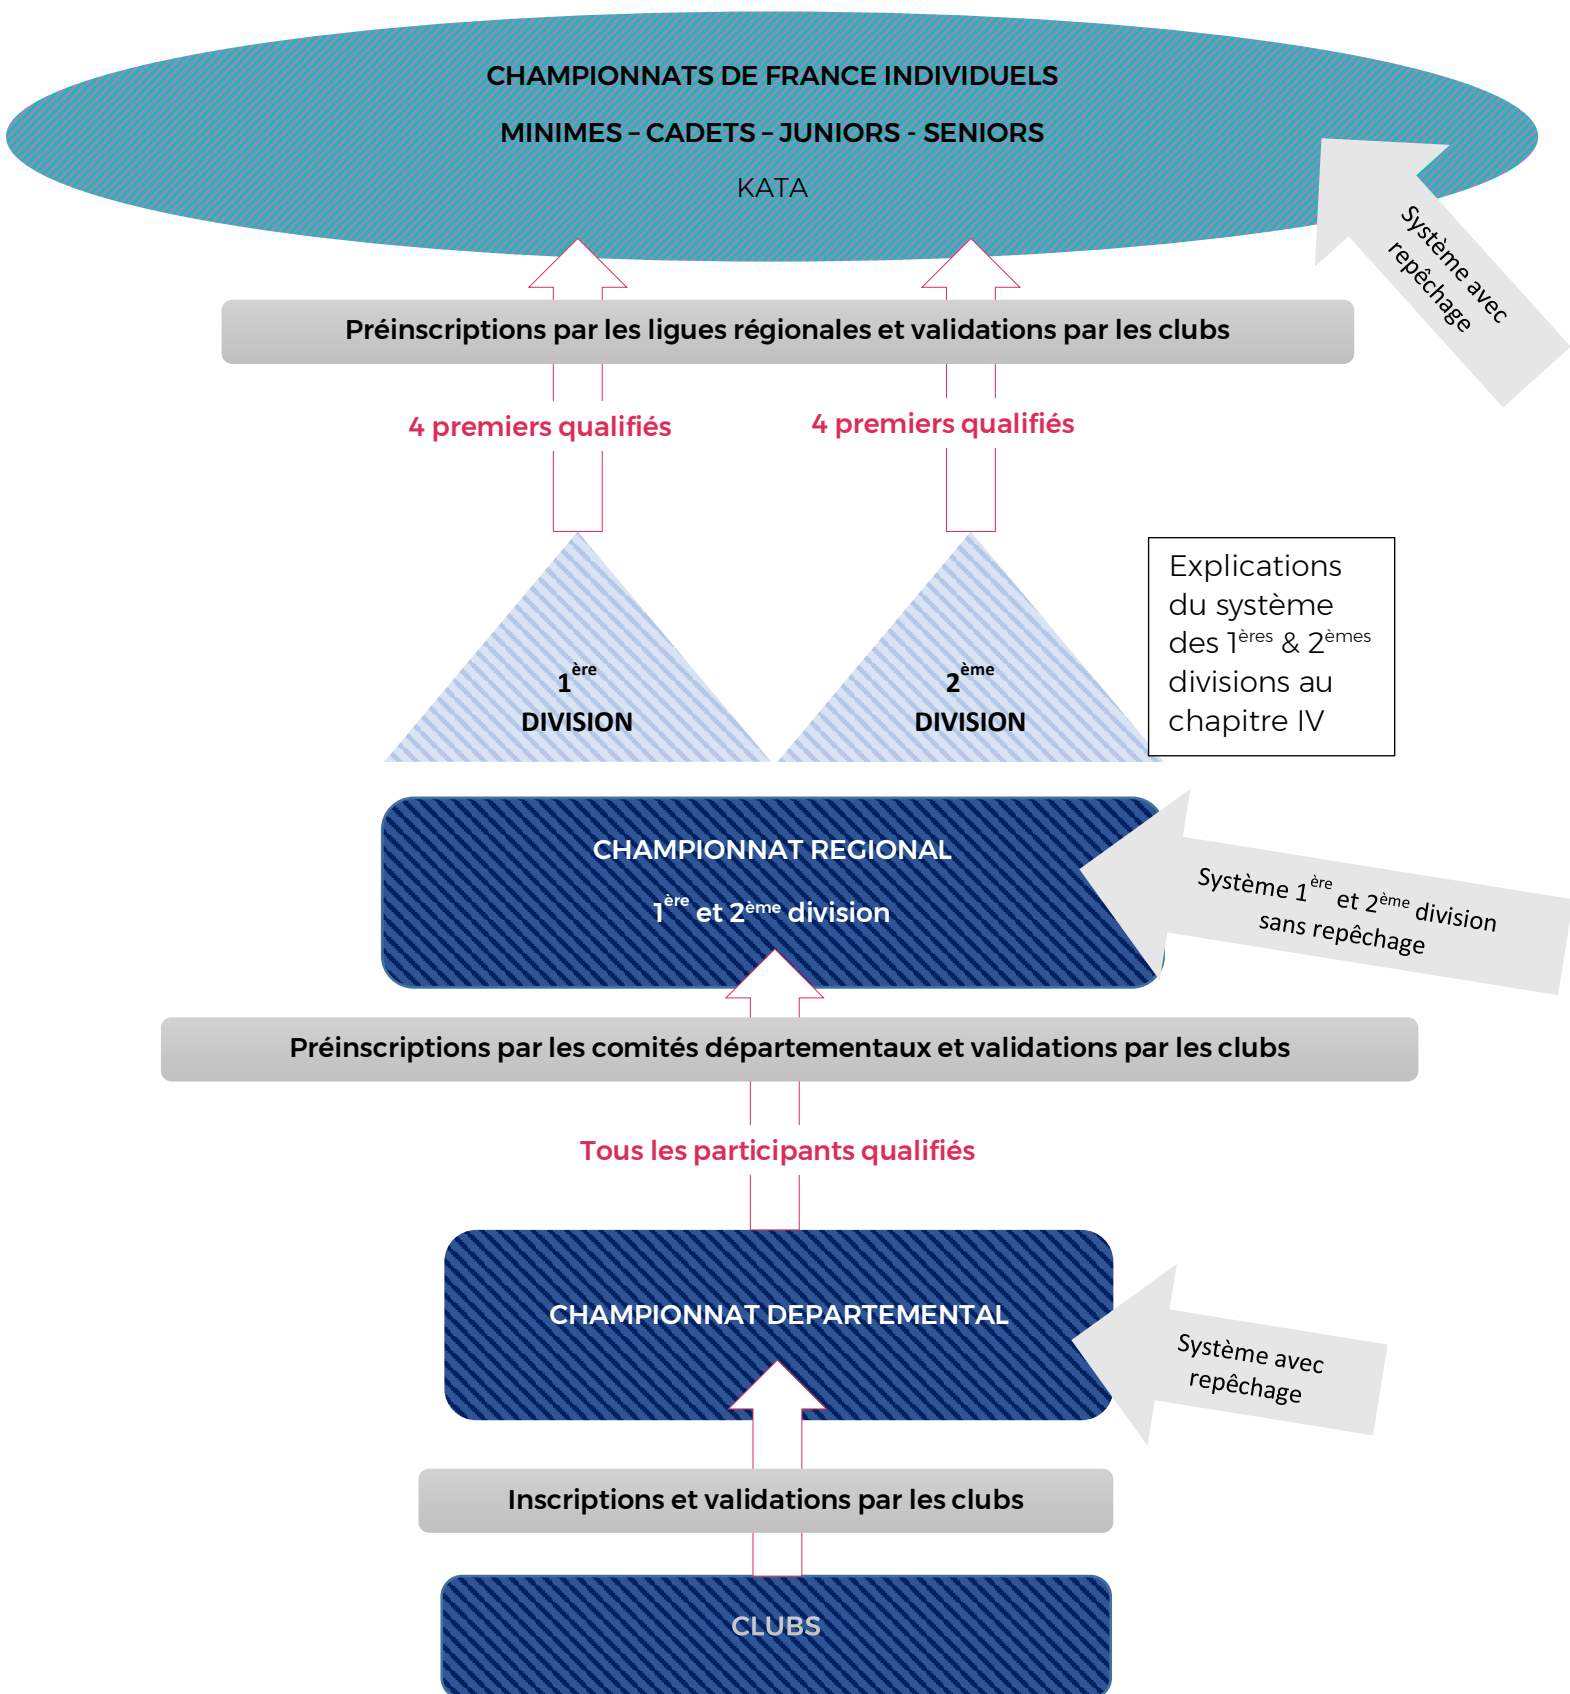 CHAMPIONNATS DE FRANCE INDIVIDUELS
MINIMES – CADETS – JUNIORS - SENIORS
KATA
Système avec
repêchage
Préinscriptions par les ligues régionales et validations par les clubs
4 premiers qualifiés
4 premiers qualifiés
Explications
du système
des 1ères & 2èmes
divisions au
chapitre IV
1ère
DIVISION
2ème
DIVISION
CHAMPIONNAT REGIONAL
1ère et 2ème division
Système 1ère et 2ème division
sans repêchage
Préinscriptions par les comités départementaux et validations par les clubs
Tous les participants qualifiés
CHAMPIONNAT DEPARTEMENTAL
Système avec
repêchage
Inscriptions et validations par les clubs
CLUBS